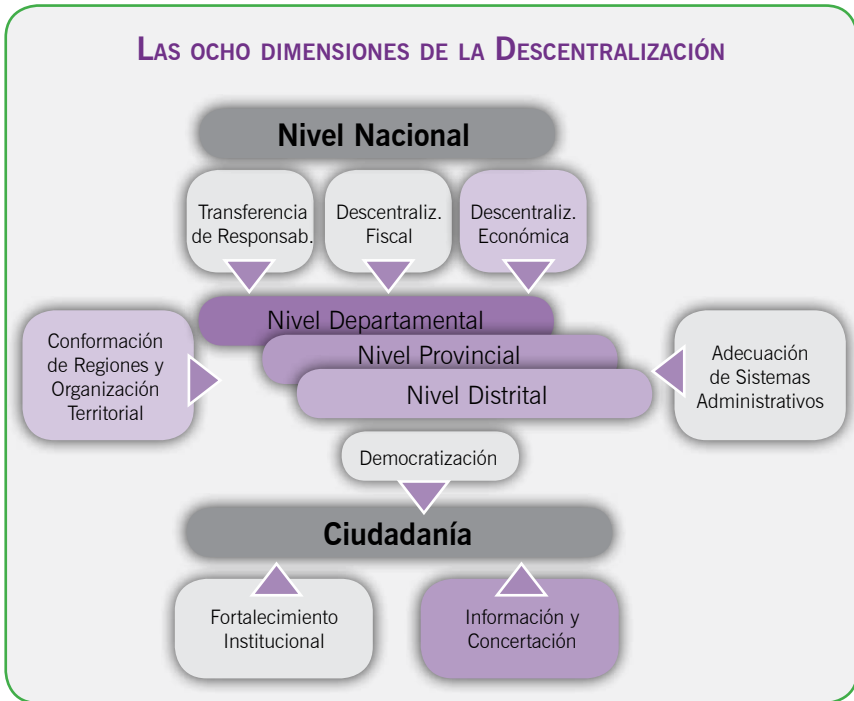 LAS OCHO DIMENSIONES DE LA DESCENTRALIZACIÓN
Nivel Nacional
Transferencia
de Responsab.
Descentraliz.
Fiscal
Descentraliz.
Económica
Nivel Departamental
Nivel Provincial
Nivel Distrital
Conformación
de Regiones y
Organización
Territorial
Adecuación
de Sistemas
Administrativos
Democratización
Ciudadanía
Fortalecimiento
Institucional
Información y
Concertación